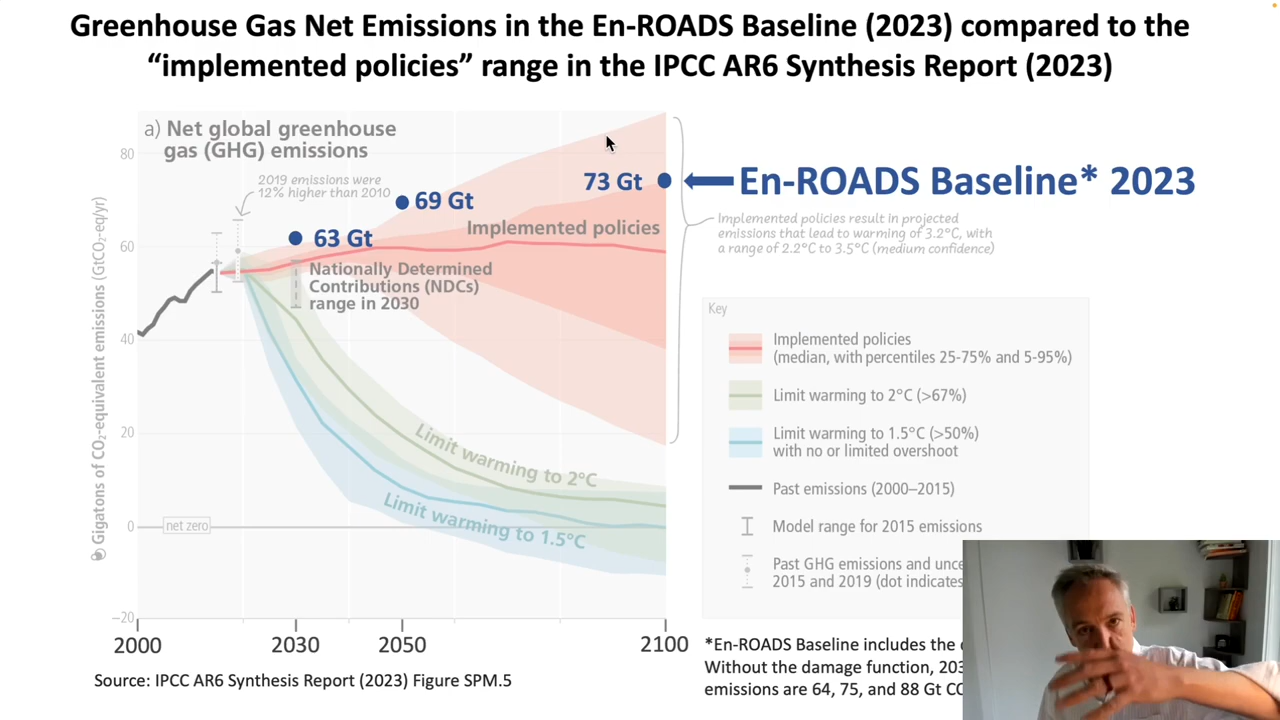 Greenhouse Gas Net Emissions in the En-ROADS Baseline (2023) compared to the
“implemented policies” range in the IPCC AR6 Synthesis Report (2023)
a) Net global greenhouse
gas (GHG) emissions
80
2019 emissions were
12% higher than 2010
73 Gt
En-ROADS Baseline* 2023
69 Gt
Implemented policies result in projected
emissions that lead to warming of 3.2°C, with
a range of 2.2°C to 3.5°C (medium confidence)
Implemented policies
63 Gt
60
Nationally Determined
Contributions (NDCs)
range in 2030
Gigatons of CO₂-equivalent emissions (GtCO₂-eq/yr)
40
20
0
−20
net zero
Limit warming to 2°C
Limit warming to 1.5°C
Key
Implemented policies
(median, with percentiles 25-75% and 5-95%)
Limit warming to 2°C (>67%)
Limit warming to 1.5°C (>50%)
with no or limited overshoot
Past emissions (2000–2015)
Model range for 2015 emissions
Past GHG emissions and
2015 and 2019 (dot indicates
2000
2030
2050
2100
*En-ROADS Baseline includes the
Without the damage function,
emissions are 64, 75, and 88 Gt
Source: IPCC AR6 Synthesis Report (2023) Figure SPM.5